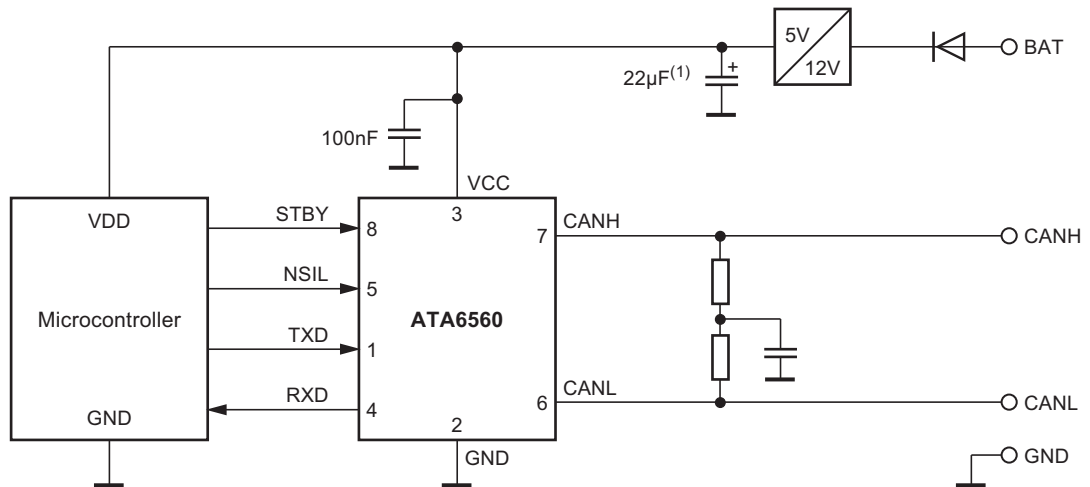 5V
12V
BAT
22µF(1)
+
100nF
VCC
3
VDD
STBY
8
7
CANH
CANH
NSIL
5
Microcontroller
ATA6560
TXD
1
RXD
4
6
CANL
CANL
GND
2
GND
GND